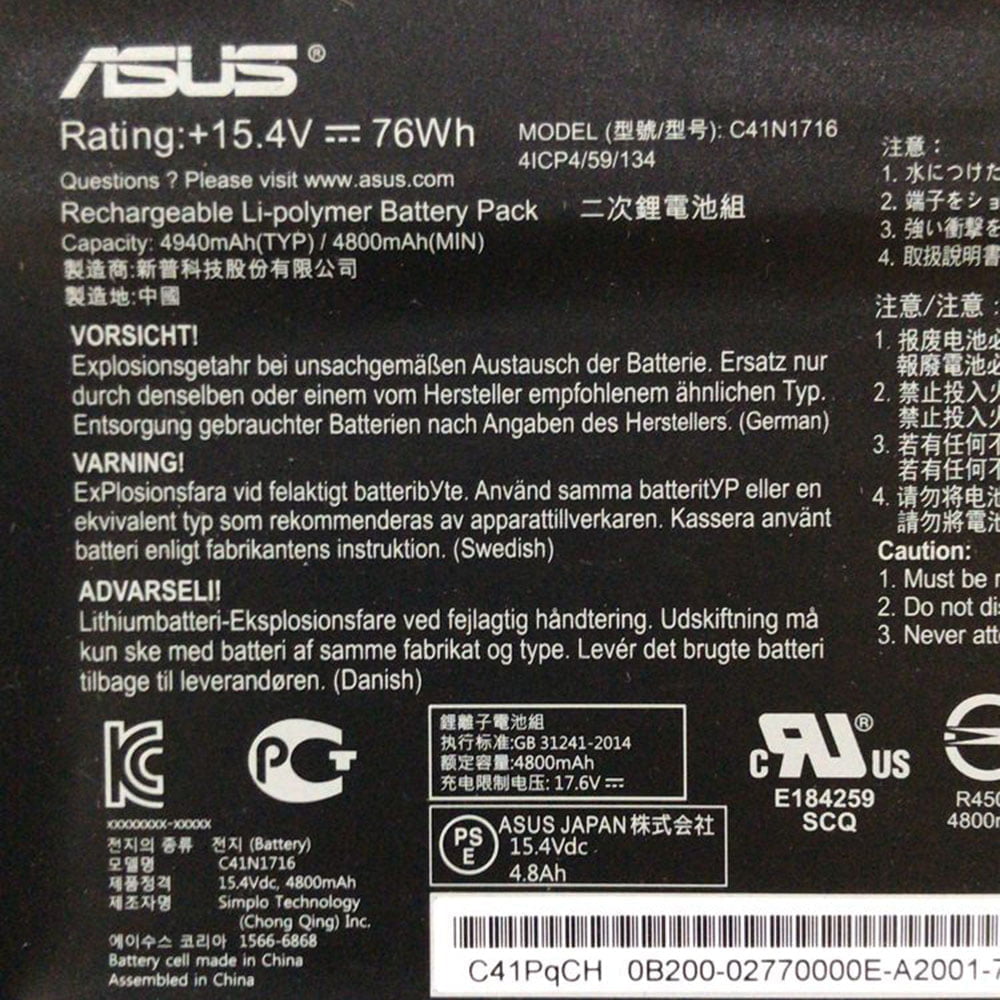 ASUS®
Rating:+15.4V ⎓ 76Wh
MODEL (型號/型号): C41N1716
4ICP4/59/134
Questions ? Please visit www.asus.com
Rechargeable Li-polymer Battery Pack 二次鋰電池組
Capacity: 4940mAh(TYP) / 4800mAh(MIN)
製造商:新普科技股份有限公司
製造地:中國
VORSICHT!
Explosionsgetahr bei unsachgemäßen Austausch der Batterie. Ersatz nur
durch denselben oder einem vom Hersteller empfohlenem ähnlichen Typ.
Entsorgung gebrauchter Batterien nach Angaben des Herstellers. (German)
VARNING!
ExPlosionsfara vid felaktigt batteribУte. Använd samma batteritУP eller en
ekvivalent typ som rekommenderas av apparattillverkaren. Kassera använt
batteri enligt fabrikantens instruktion. (Swedish)
ADVARSELI!
Lithiumbatteri-Eksplosionsfare ved fejlagtig håndtering. Udskiftning må
kun ske med batteri af samme fabrikat og type. Levér det brugte batteri
tilbage til leverandøren. (Danish)
注意：
1. 水につけた
2. 端子をショ
3. 強い衝撃を
4. 取扱説明書
注意/注意：
1. 报废电池必
報廢電池必
2. 禁止投入火
禁止投入火
3. 若有任何不
若有任何不
4. 请勿将电池
請勿將電池
Caution:
1. Must be
2. Do not di
3. Never att
xxxxxxxx-xxxxx
전지의 종류 전지 (Battery)
모델명 C41N1716
제품정격 15.4Vdc, 4800mAh
제조자명 Simplo Technology
(Chong Qing) Inc.
에이수스 코리아 1566-6868
Battery cell made in China
Assembled in China
PCT
鋰離子電池組
执行标准:GB 31241-2014
额定容量:4800mAh
充电限制电压: 17.6V ⎓
PS
E
ASUS JAPAN 株式会社
15.4Vdc
4.8Ah
c RU® US
E184259
SCQ
R450
4800m
C41PqCH 0B200-02770000E-A2001-7